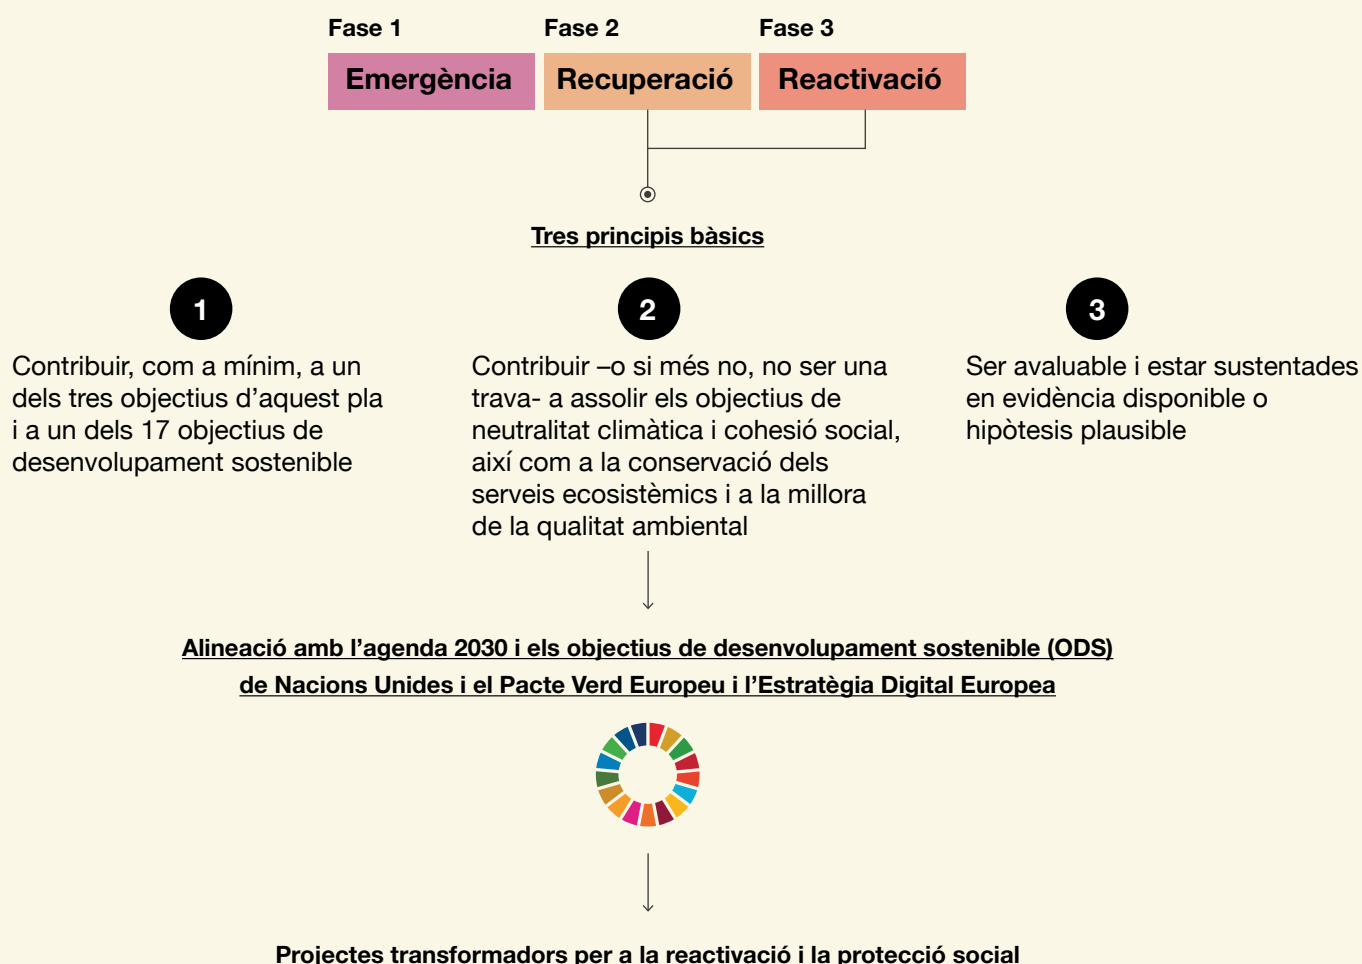 Fase 1
Fase 2
Fase 3
Emergència
Recuperació
Reactivació
Tres principis bàsics
1
Contribuir, com a mínim, a un
dels tres objectius d’aquest pla
i a un dels 17 objectius de
desenvolupament sostenible
2
Contribuir –o si més no, no ser una
trava- a assolir els objectius de
neutralitat climàtica i cohesió social,
així com a la conservació dels
serveis ecosistèmics i a la millora
de la qualitat ambiental
3
Ser avaluable i estar sustentades
en evidència disponible o
hipòtesis plausible
Alineació amb l’agenda 2030 i els objectius de desenvolupament sostenible (ODS)
de Nacions Unides i el Pacte Verd Europeu i l’Estratègia Digital Europea
Projectes transformadors per a la reactivació i la protecció social